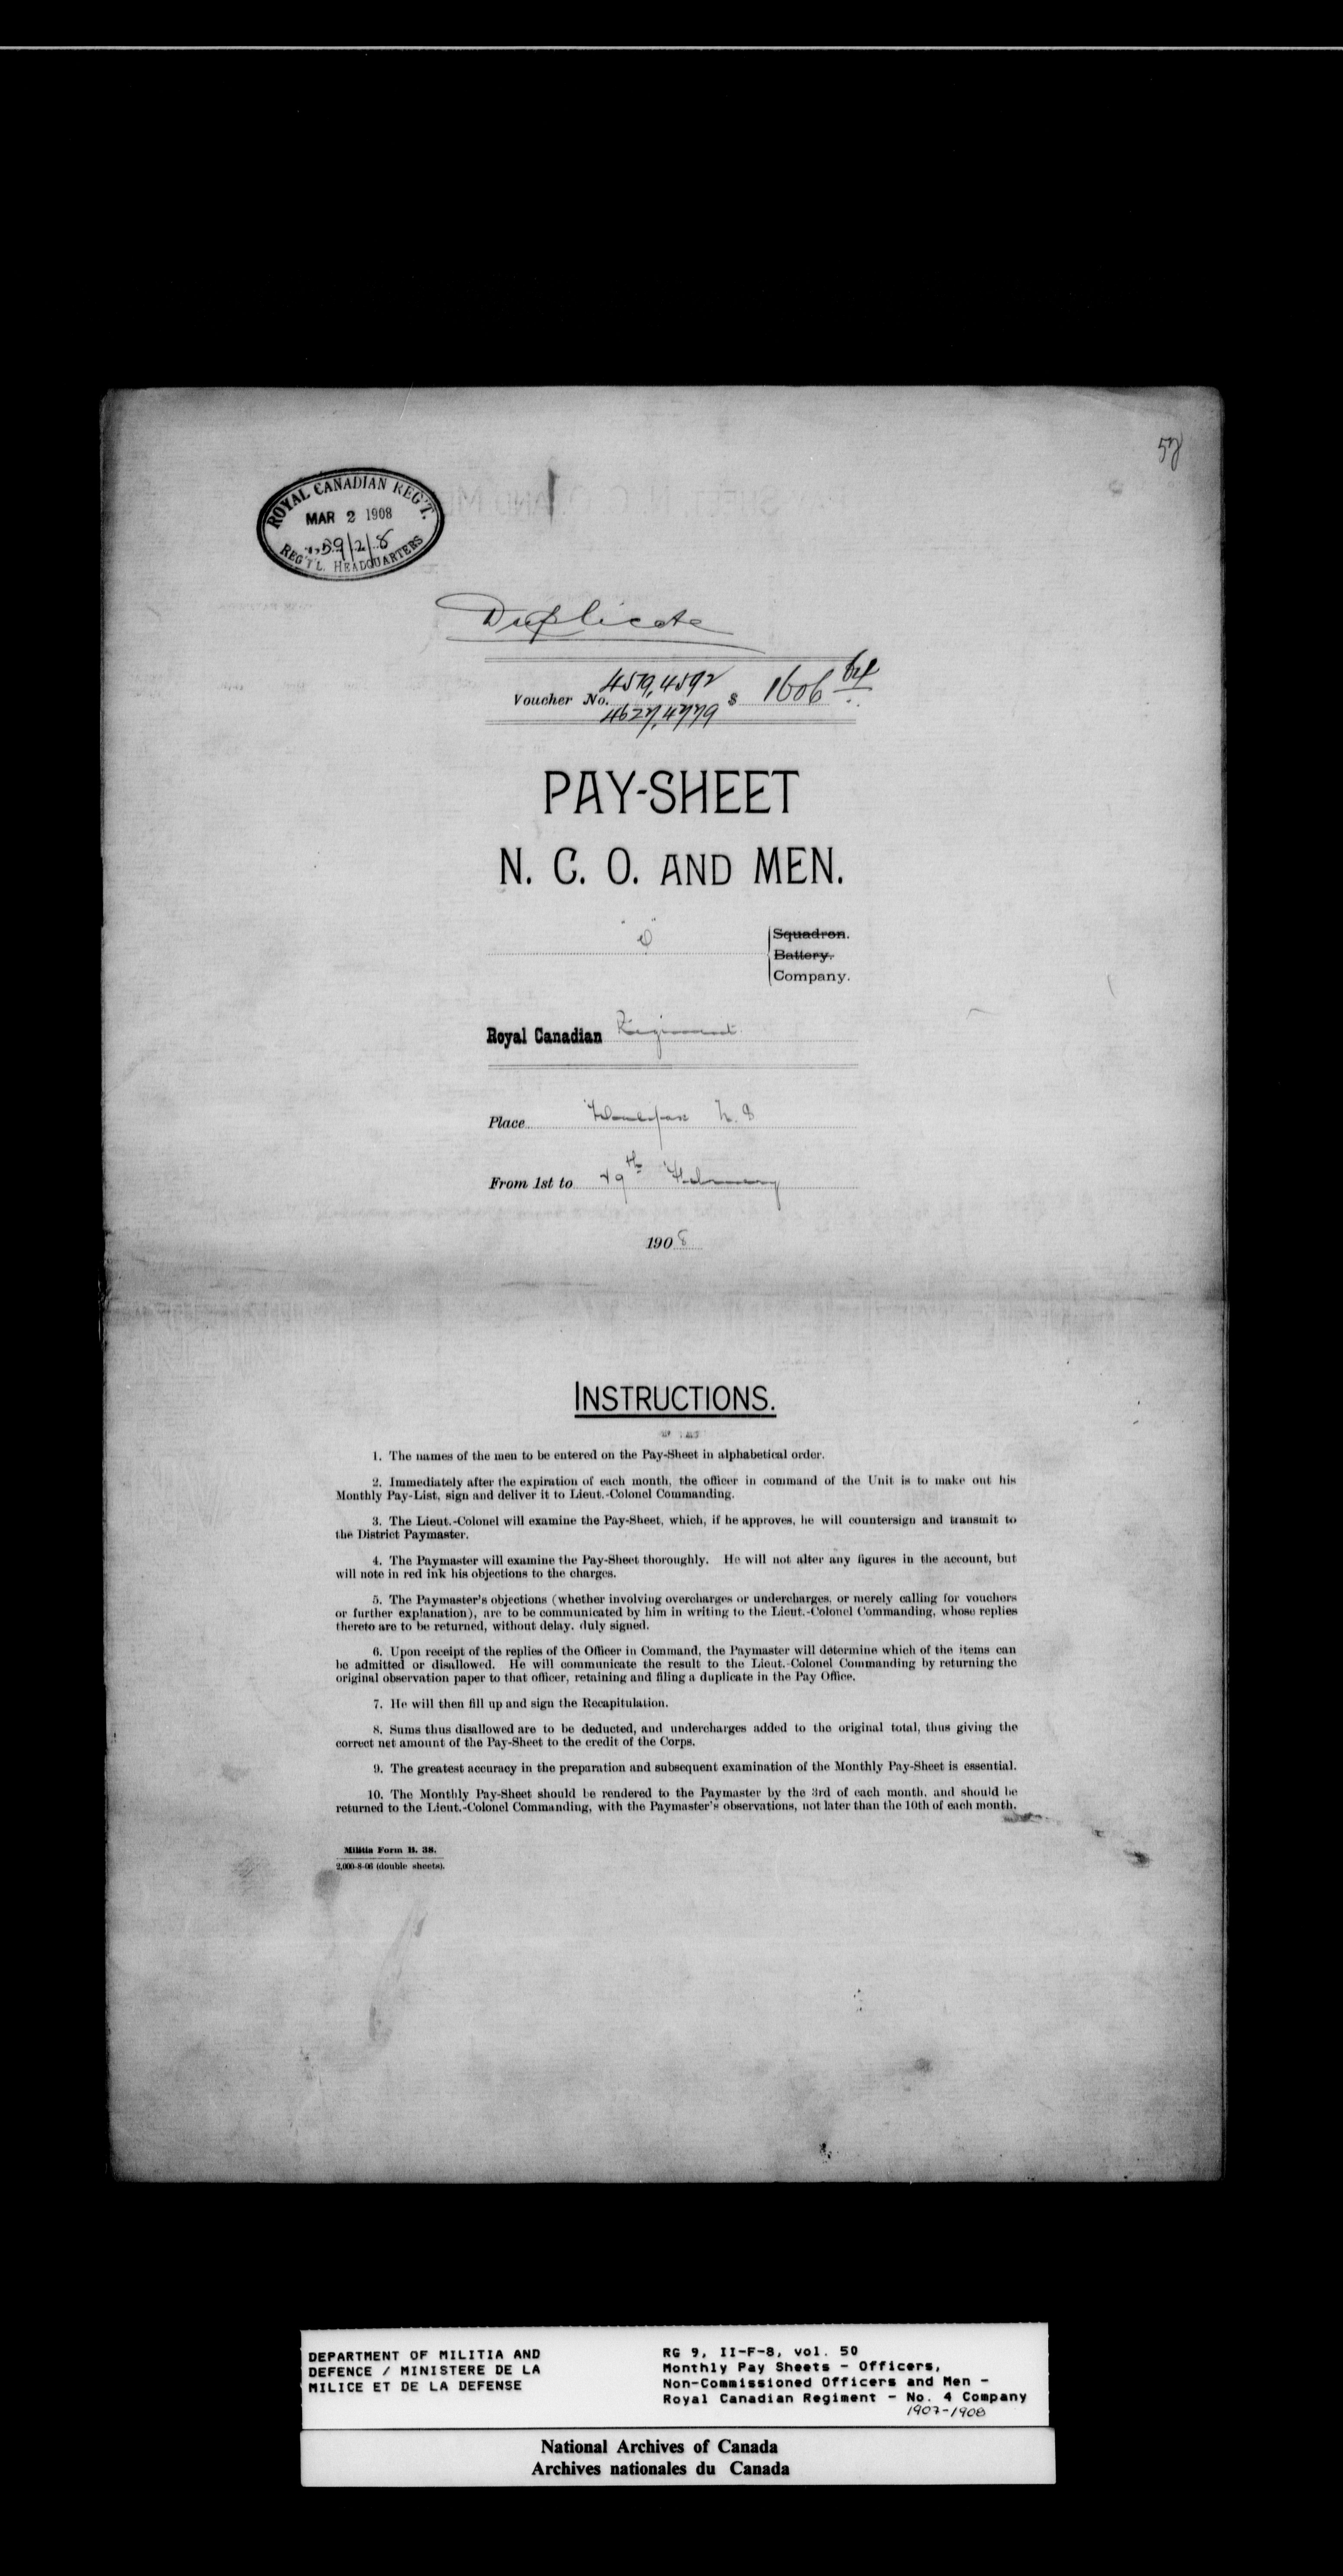 57
ROYAL CANADIAN REG'T.
MAR 2 1908
59/2/8
REG'T'L. HEADQUARTERS
Duplicate
4579, 4592
Voucher No. $ 1606 64
4627, 4779
PAY-SHEET
N. C. O. AND MEN.
Squadron.
Battery.
Company.
Royal Canadian Regiment
Place Halifax N. S
From 1st to 29th February
1908
INSTRUCTIONS.
1. The names of the men to be entered on the Pay-Sheet in alphabetical order.
2. Immediately after the expiration of each month, the officer in command of the Unit is to make out his
Monthly Pay-List, sign and deliver it to Lieut.-Colonel Commanding.
3. The Lieut.-Colonel will examine the Pay-Sheet, which, if he approves, he will countersign and transmit to
the District Paymaster.
4. The Paymaster will examine the Pay-Sheet thoroughly. He will not alter any figures in the account, but
will note in red ink his objections to the charges.
5. The Paymaster's objections (whether involving overcharges or undercharges, or merely calling for vouchers
or further explanation), are to be communicated by him in writing to the Lieut.-Colonel Commanding, whose replies
thereto are to be returned, without delay, duly signed.
6. Upon receipt of the replies of the Officer in Command, the Paymaster will determine which of the items can
be admitted or disallowed. He will communicate the result to the Lieut.-Colonel Commanding by returning the
original observation paper to that officer, retaining and filing a duplicate in the Pay Office.
7. He will then fill up and sign the Recapitulation.
8. Sums thus disallowed are to be deducted, and undercharges added to the original total, thus giving the
correct net amount of the Pay-Sheet to the credit of the Corps.
9. The greatest accuracy in the preparation and subsequent examination of the Monthly Pay-Sheet is essential.
10. The Monthly Pay-Sheet should be rendered to the Paymaster by the 3rd of each month, and should be
returned to the Lieut.-Colonel Commanding, with the Paymaster's observations, not later than the 10th of each month.
Militia Form B. 38.
2,000-8-06 (double sheets).
DEPARTMENT OF MILITIA AND
DEFENCE / MINISTERE DE LA
MILICE ET DE LA DEFENSE
RG 9, II-F-8, vol. 50
Monthly Pay Sheets - Officers,
Non-Commissioned Officers and Men -
Royal Canadian Regiment - No. 4 Company
1907-1908
National Archives of Canada
Archives nationales du Canada